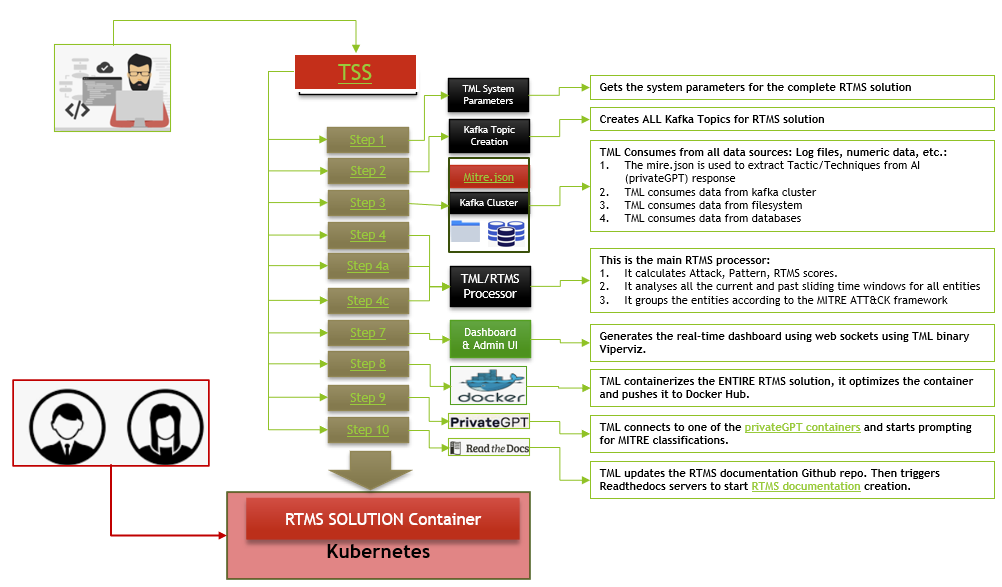 TSS
TML System
Parameters
Gets the system parameters for the complete RTMS solution
Step 1
Kafka Topic
Creation
Creates ALL Kafka Topics for RTMS solution
Step 2
Mitre.json
Kafka Cluster
TML Consumes from all data sources: Log files, numeric data, etc.:
1. The mire.json is used to extract Tactic/Techniques from AI
(privateGPT) response
2. TML consumes data from kafka cluster
3. TML consumes data from filesystem
4. TML consumes data from databases
Step 3
Step 4
Step 4a
Step 4c
TML/RTMS
Processor
This is the main RTMS processor:
1. It calculates Attack, Pattern, RTMS scores.
2. It analyses all the current and past sliding time windows for all entities
3. It groups the entities according to the MITRE ATT&CK framework
Step 7
Dashboard
& Admin UI
Generates the real-time dashboard using web sockets using TML binary
Viperviz.
Step 8
docker
TML containerizes the ENTIRE RTMS solution, it optimizes the container
and pushes it to Docker Hub.
Step 9
PrivateGPT
TML connects to one of the privateGPT containers and starts prompting
for MITRE classifications.
Step 10
Read the Docs
TML updates the RTMS documentation Github repo. Then triggers
Readthedocs servers to start RTMS documentation creation.
RTMS SOLUTION Container
Kubernetes